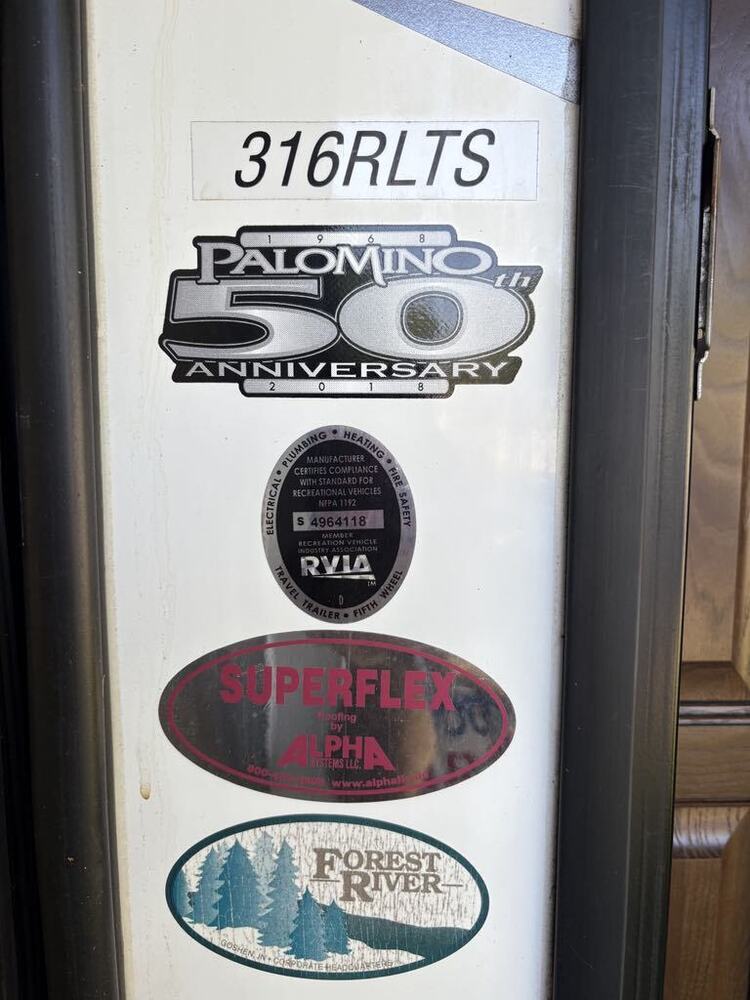 316RLTS
1968
PALOMINO
50th
ANNIVERSARY
2018
ELECTRICAL • PLUMBING • HEATING • FIRE SAFETY
MANUFACTURER
CERTIFIES COMPLIANCE
WITH STANDARD FOR
RECREATIONAL VEHICLES
NFPA 1192
S 4964118
MEMBER
RECREATION VEHICLE
INDUSTRY ASSOCIATION
RVIA
TM
D
TRAVEL TRAILER • FIFTH WHEEL
SUPERFLEX
Roofing
by
ALPHA
SYSTEMS LLC.
FOREST
RIVER
GOSHEN, IN • CORPORATE HEADQUARTERS